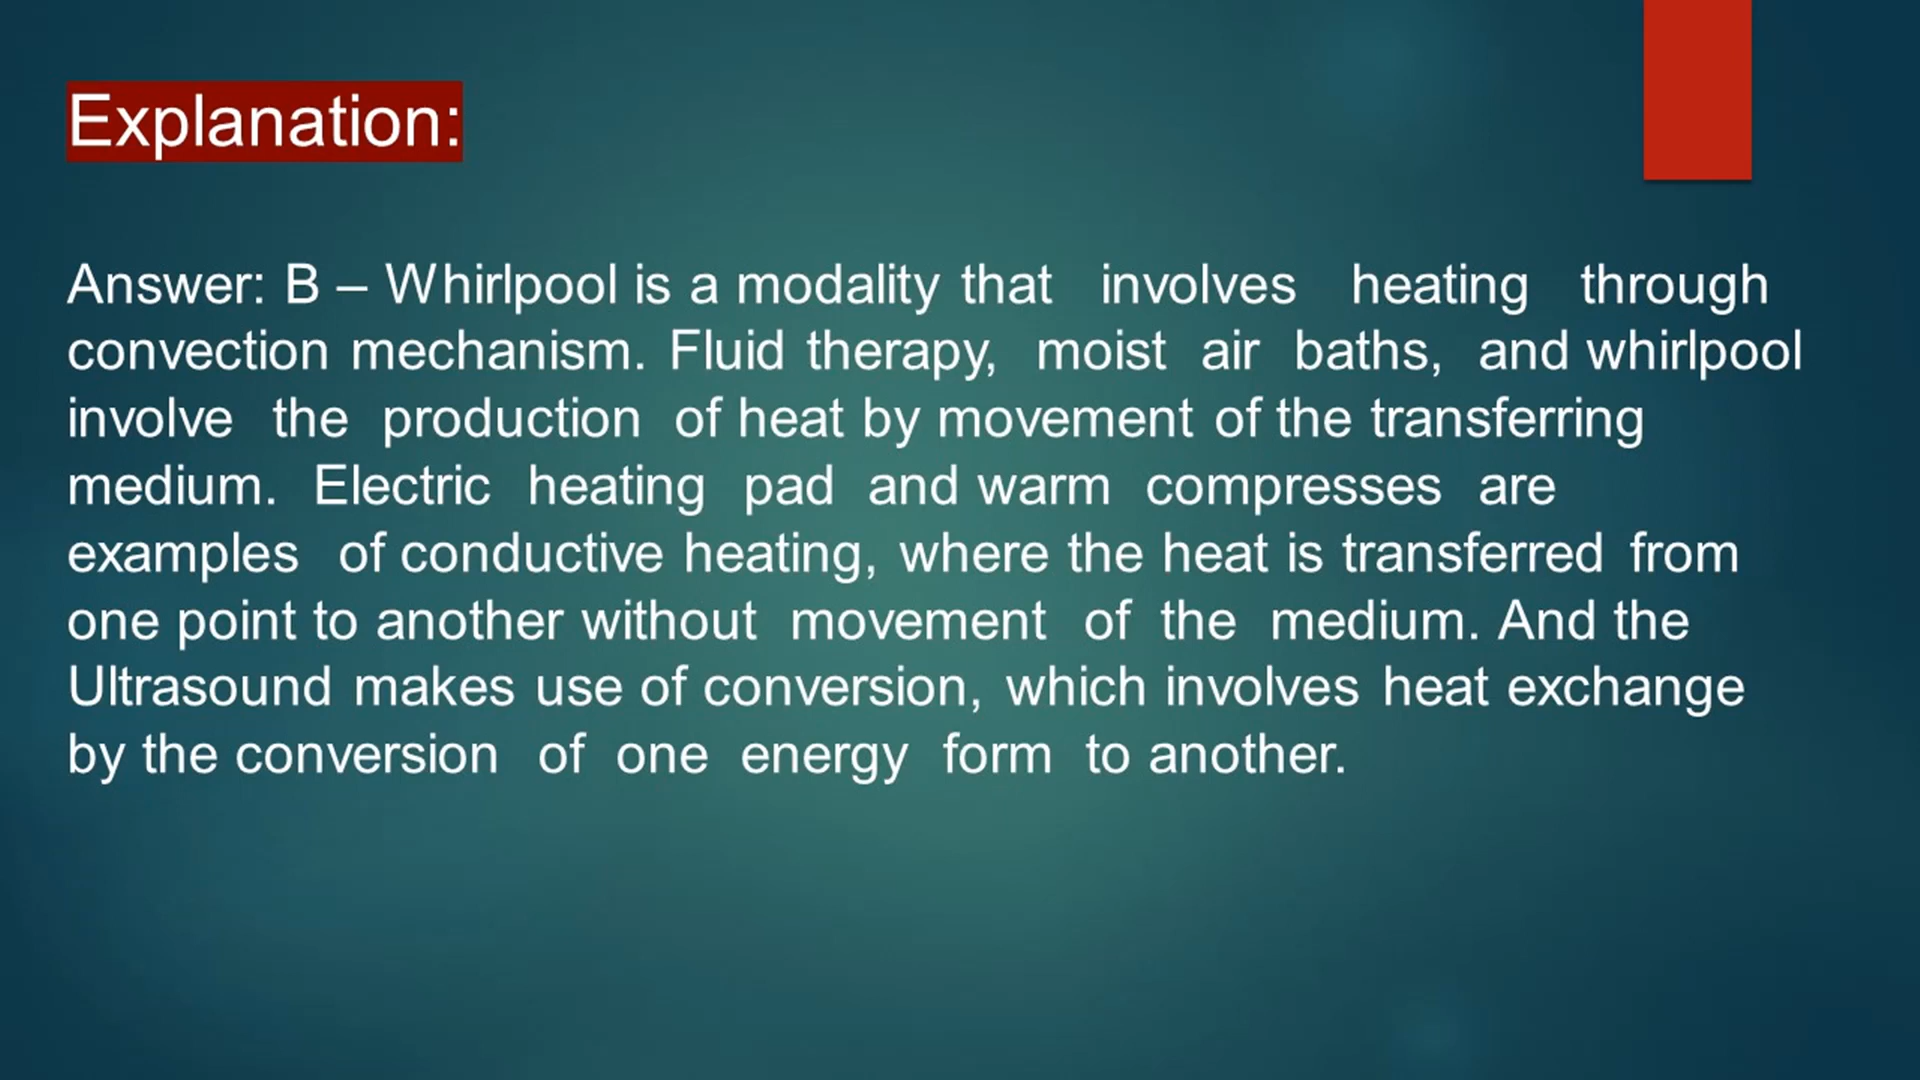 Explanation:
Answer: B – Whirlpool is a modality that involves heating through
convection mechanism. Fluid therapy, moist air baths, and whirlpool
involve the production of heat by movement of the transferring
medium. Electric heating pad and warm compresses are
examples of conductive heating, where the heat is transferred from
one point to another without movement of the medium. And the
Ultrasound makes use of conversion, which involves heat exchange
by the conversion of one energy form to another.